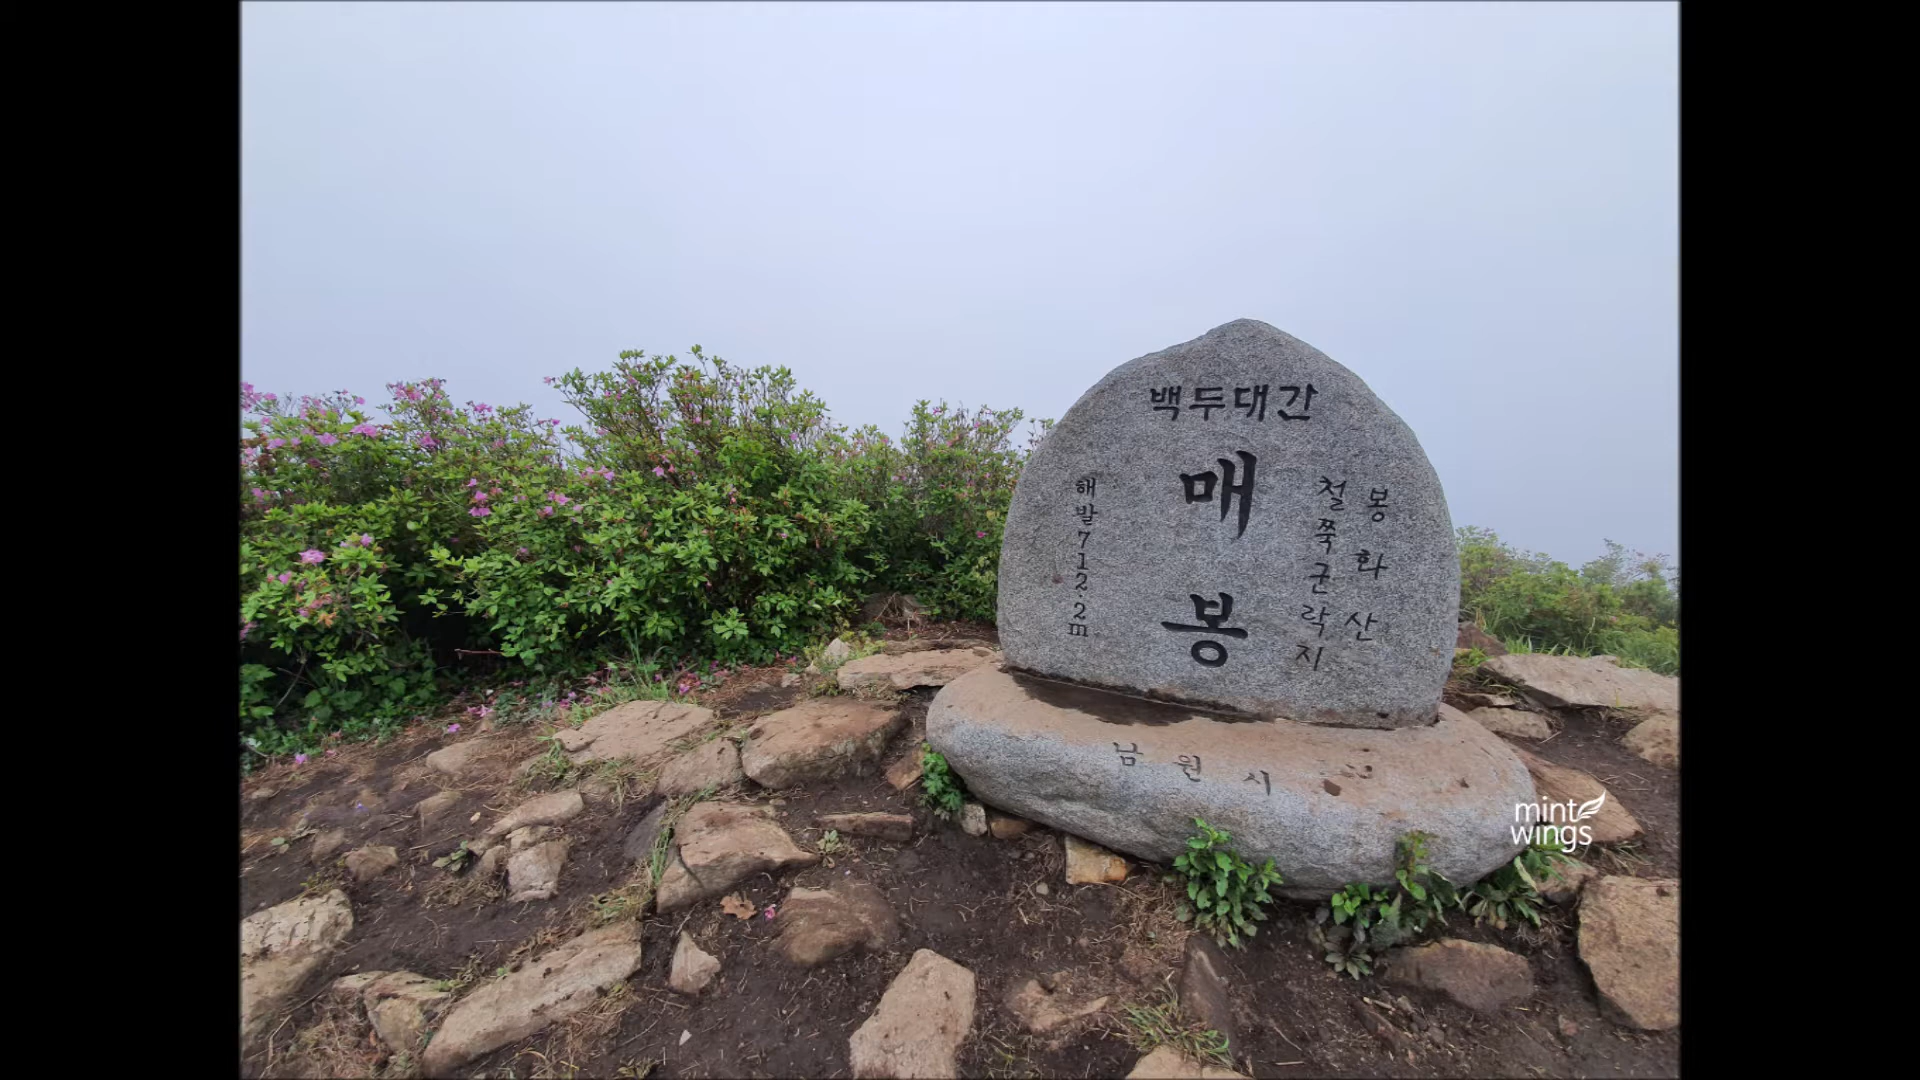 백두대간
매봉
봉화산
철쭉군락지
해발712.2m
남원시
mint
wings